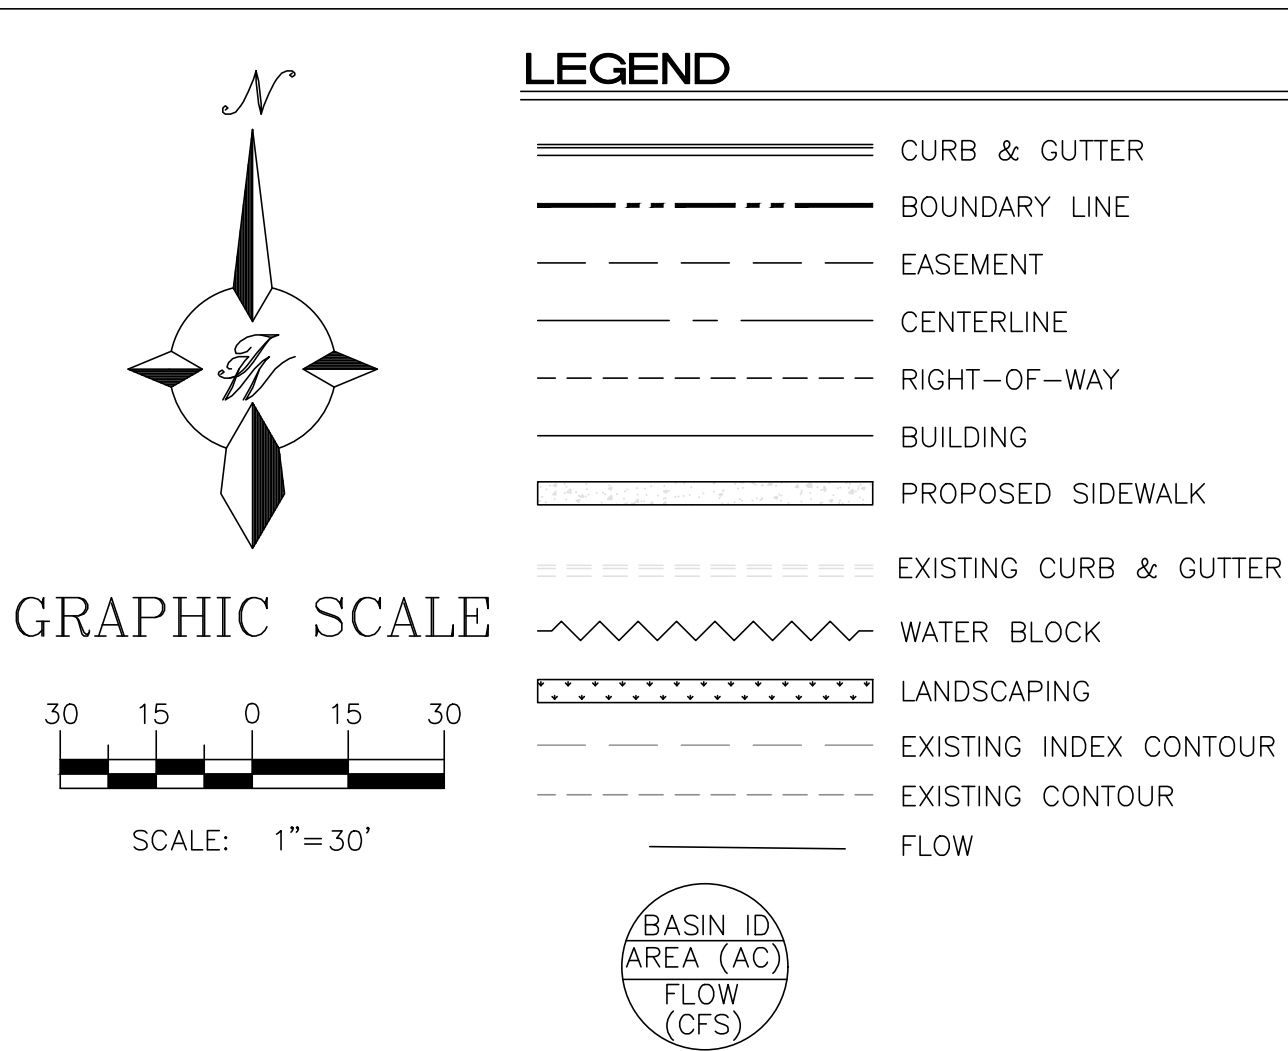 N
TW
GRAPHIC SCALE
30 15 0 15 30
SCALE: 1"=30'
LEGEND
CURB & GUTTER
BOUNDARY LINE
EASEMENT
CENTERLINE
RIGHT-OF-WAY
BUILDING
PROPOSED SIDEWALK
EXISTING CURB & GUTTER
WATER BLOCK
LANDSCAPING
EXISTING INDEX CONTOUR
EXISTING CONTOUR
FLOW
BASIN ID
AREA (AC)
FLOW
(CFS)